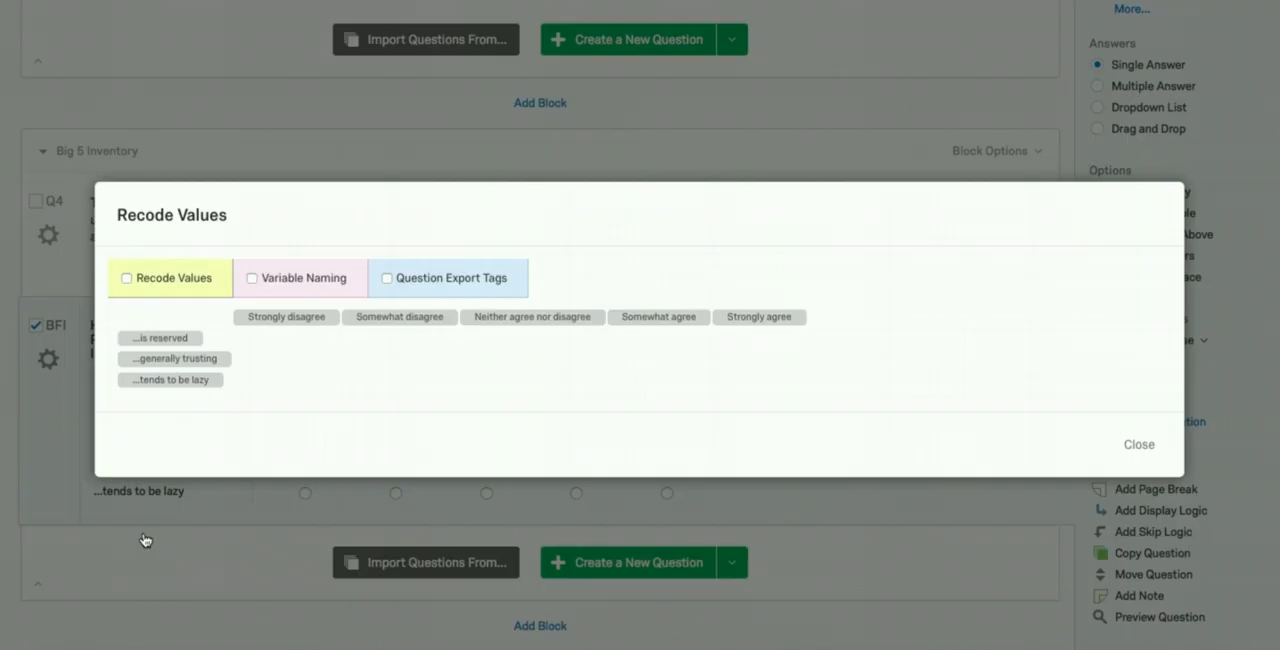 More...
Import Questions From... Create a New Question
Answers
Single Answer
Multiple Answer
Add Block
Dropdown List
Drag and Drop
Big 5 Inventory Block Options
Options
Q4
Recode Values
Above
Recode Values Variable Naming Question Export Tags
Strongly disagree Somewhat disagree Neither agree nor disagree Somewhat agree Strongly agree
BFI
...is reserved
...generally trusting
...tends to be lazy
Close
...tends to be lazy
Add Page Break
Add Display Logic
Add Skip Logic
Import Questions From... Create a New Question
Copy Question
Move Question
Add Note
Preview Question
Add Block